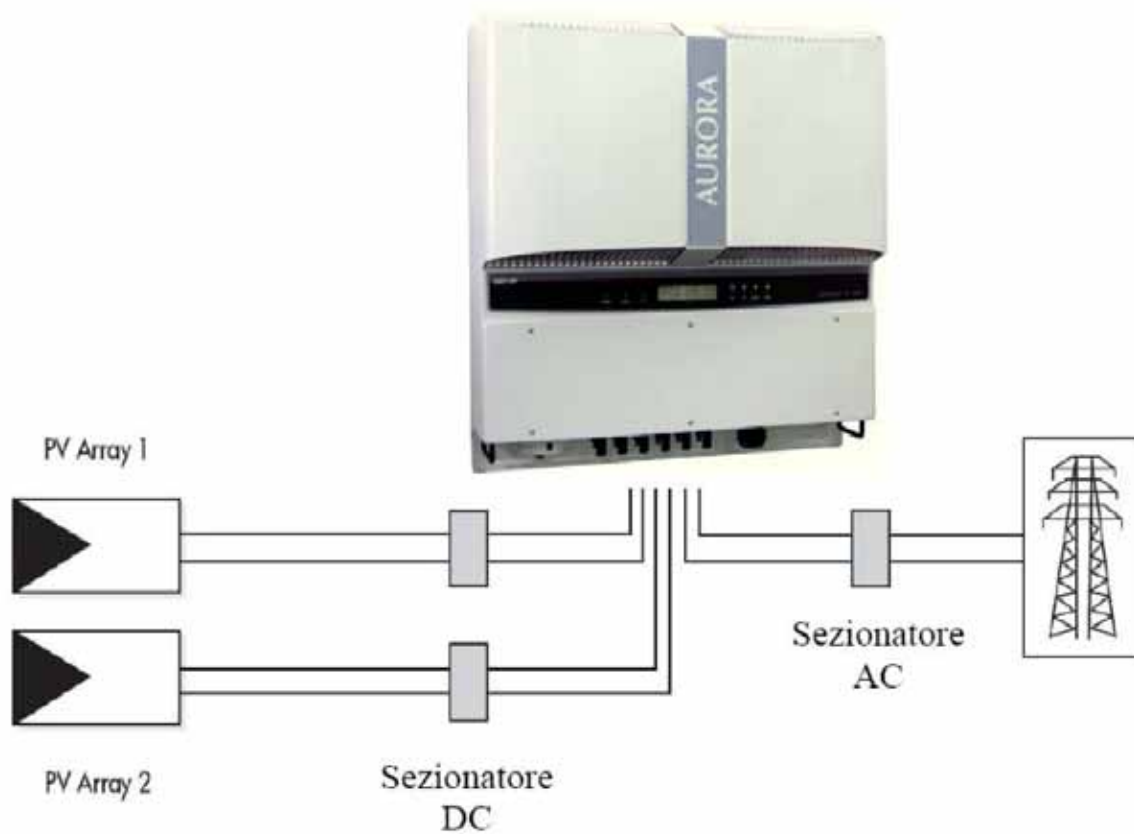 AURORA
PV Array 1
Sezionatore
AC
PV Array 2
Sezionatore
DC